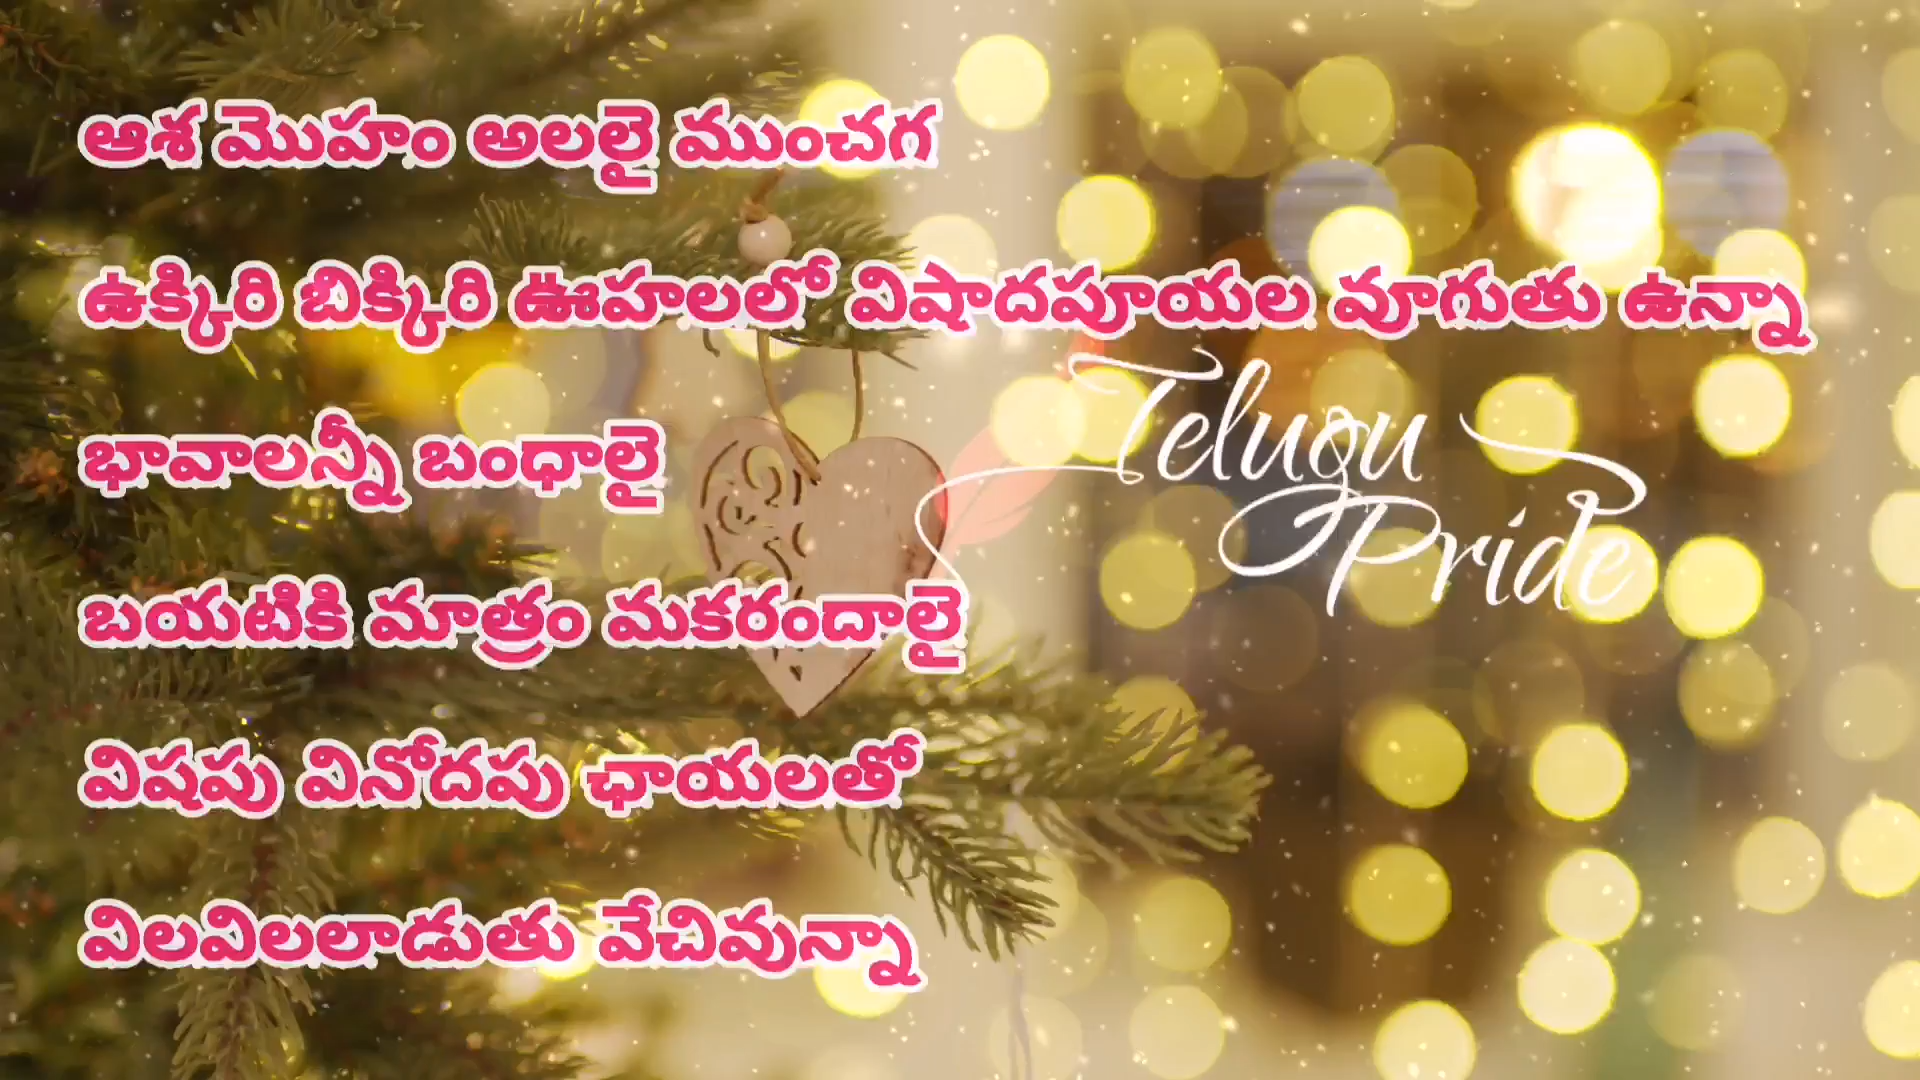 ఆశ మొహం అలలై ముంచగ
ఉక్కిరి బిక్కిరి ఊహలలో విషాదపూయల వూగుతు ఉన్నా
భావాలన్నీ బంధాలై
బయటికి మాత్రం మకరందాలై
విషపు వినోదపు ఛాయలతో
విలవిలలాడుతు వేచివున్నా
Telugu
Pride